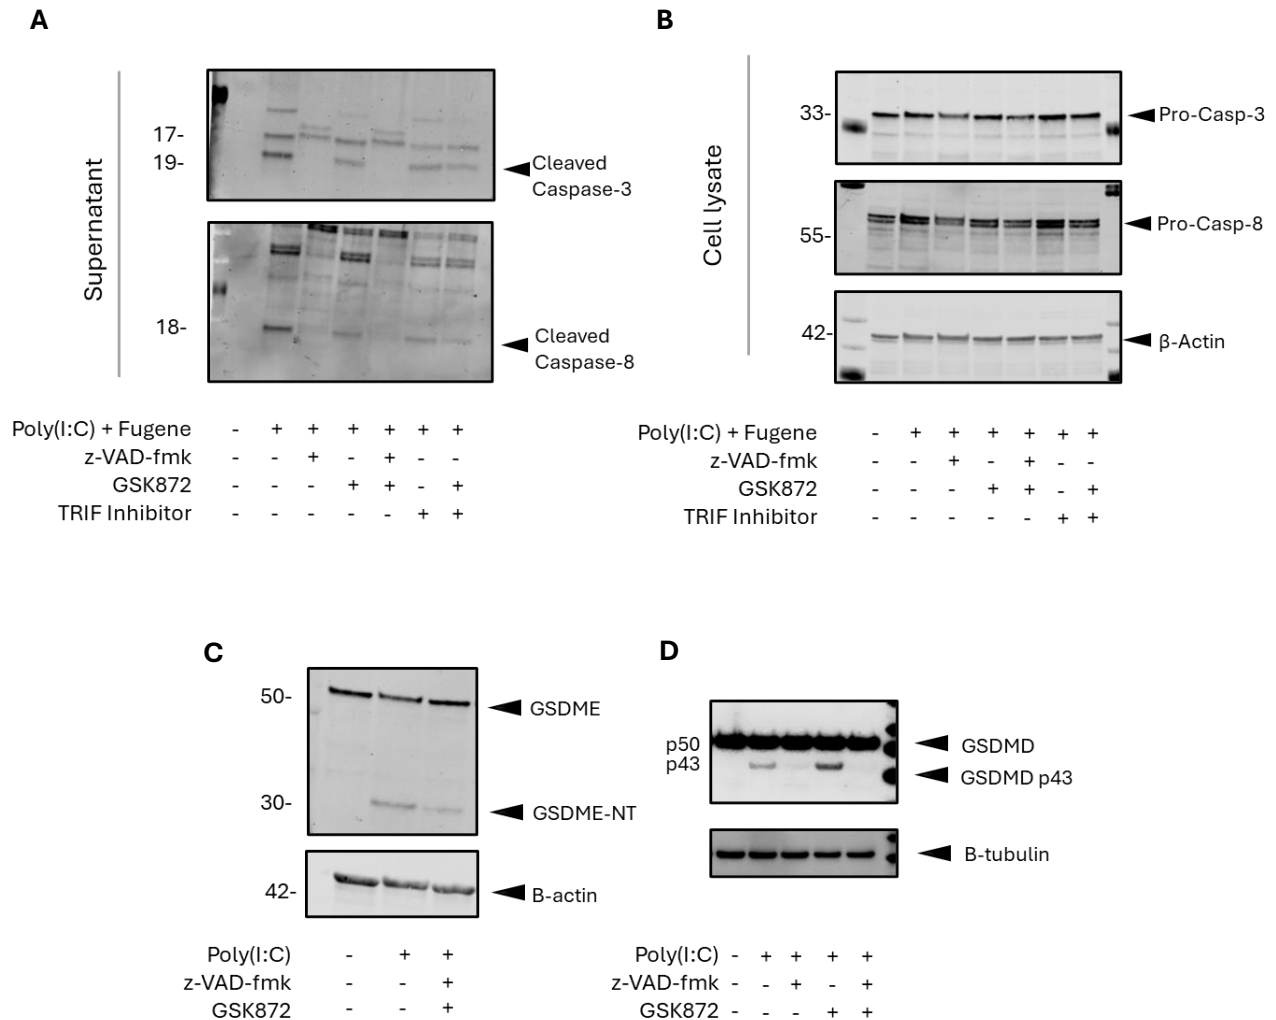 A
Supernatant
17-
19-
Cleaved
Caspase-3
18-
Cleaved
Caspase-8
Poly(I:C) + Fugene - + + + + + +
z-VAD-fmk - - + - + - -
GSK872 - - - + + - +
TRIF Inhibitor - - - - - + +
B
Cell lysate
33-
Pro-Casp-3
55-
Pro-Casp-8
42-
β-Actin
Poly(I:C) + Fugene - + + + + + +
z-VAD-fmk - - + - + - -
GSK872 - - - + + - +
TRIF Inhibitor - - - - - + +
C
50-
GSDME
30-
GSDME-NT
42-
B-actin
Poly(I:C) - + +
z-VAD-fmk - - +
GSK872 - - +
D
p50
p43
GSDMD
GSDMD p43
B-tubulin
Poly(I:C) - + + + +
z-VAD-fmk - - + - +
GSK872 - - - + +